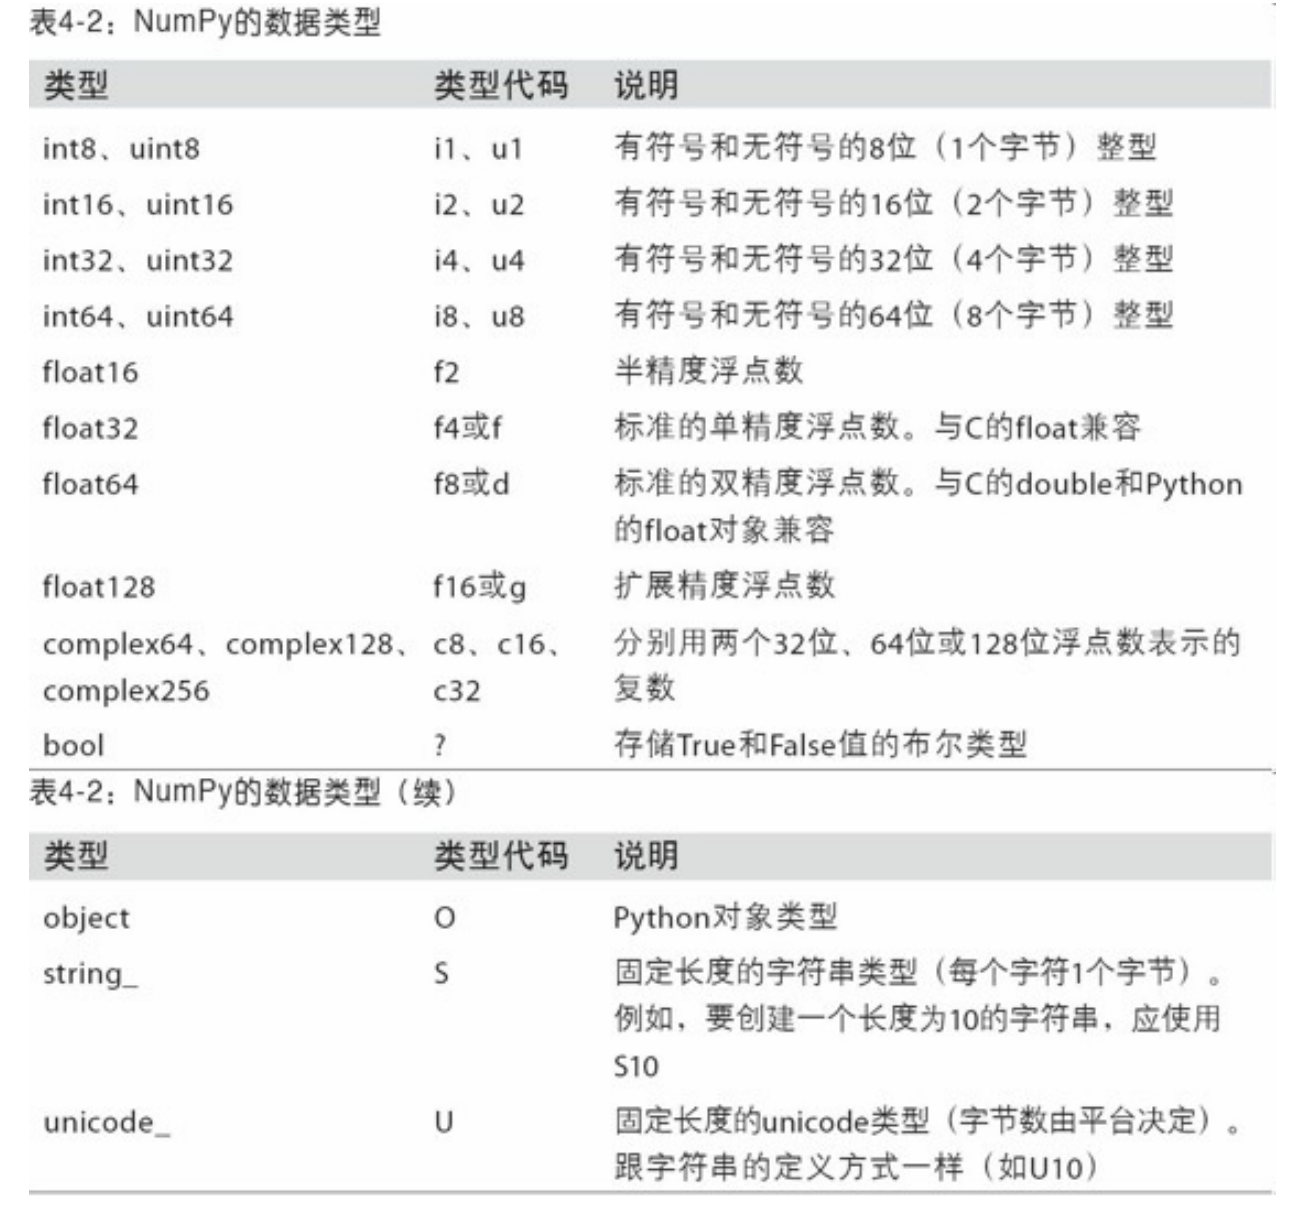 表4-2：NumPy的数据类型
类型 类型代码 说明
int8、uint8 i1、u1 有符号和无符号的8位（1个字节）整型
int16、uint16 i2、u2 有符号和无符号的16位（2个字节）整型
int32、uint32 i4、u4 有符号和无符号的32位（4个字节）整型
int64、uint64 i8、u8 有符号和无符号的64位（8个字节）整型
float16 f2 半精度浮点数
float32 f4或f 标准的单精度浮点数。与C的float兼容
float64 f8或d 标准的双精度浮点数。与C的double和Python
的float对象兼容
float128 f16或g 扩展精度浮点数
complex64、complex128、 c8、c16、 分别用两个32位、64位或128位浮点数表示的
complex256 c32 复数
bool ? 存储True和False值的布尔类型
表4-2：NumPy的数据类型（续）
类型 类型代码 说明
object O Python对象类型
string_ S 固定长度的字符串类型（每个字符1个字节）。
例如，要创建一个长度为10的字符串，应使用
S10
unicode_ U 固定长度的unicode类型（字节数由平台决定）。
跟字符串的定义方式一样（如U10）